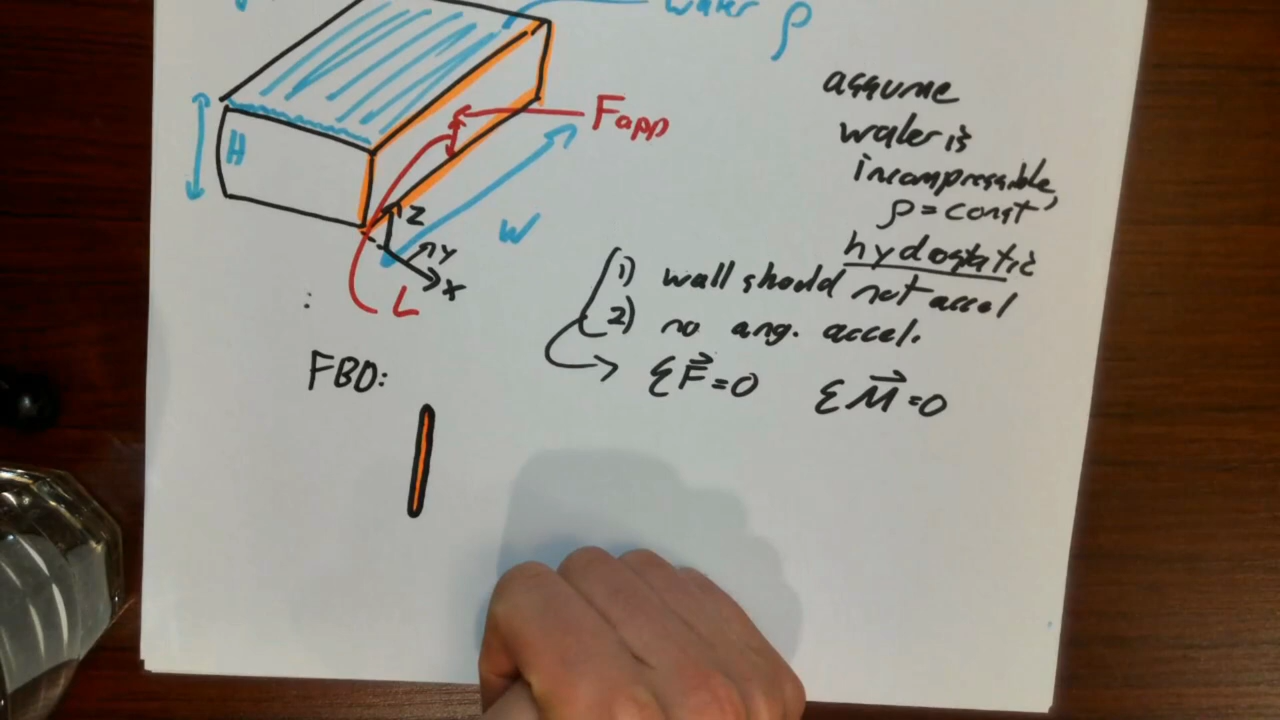 water ρ
assume
water is
incompressible,
ρ = const
hydostatic
H
Fapp
W
Z
Y
X
L
1) wall should not accel
2) no ang. accel.
ΣF⃗=0 ΣM⃗=0
FBD: